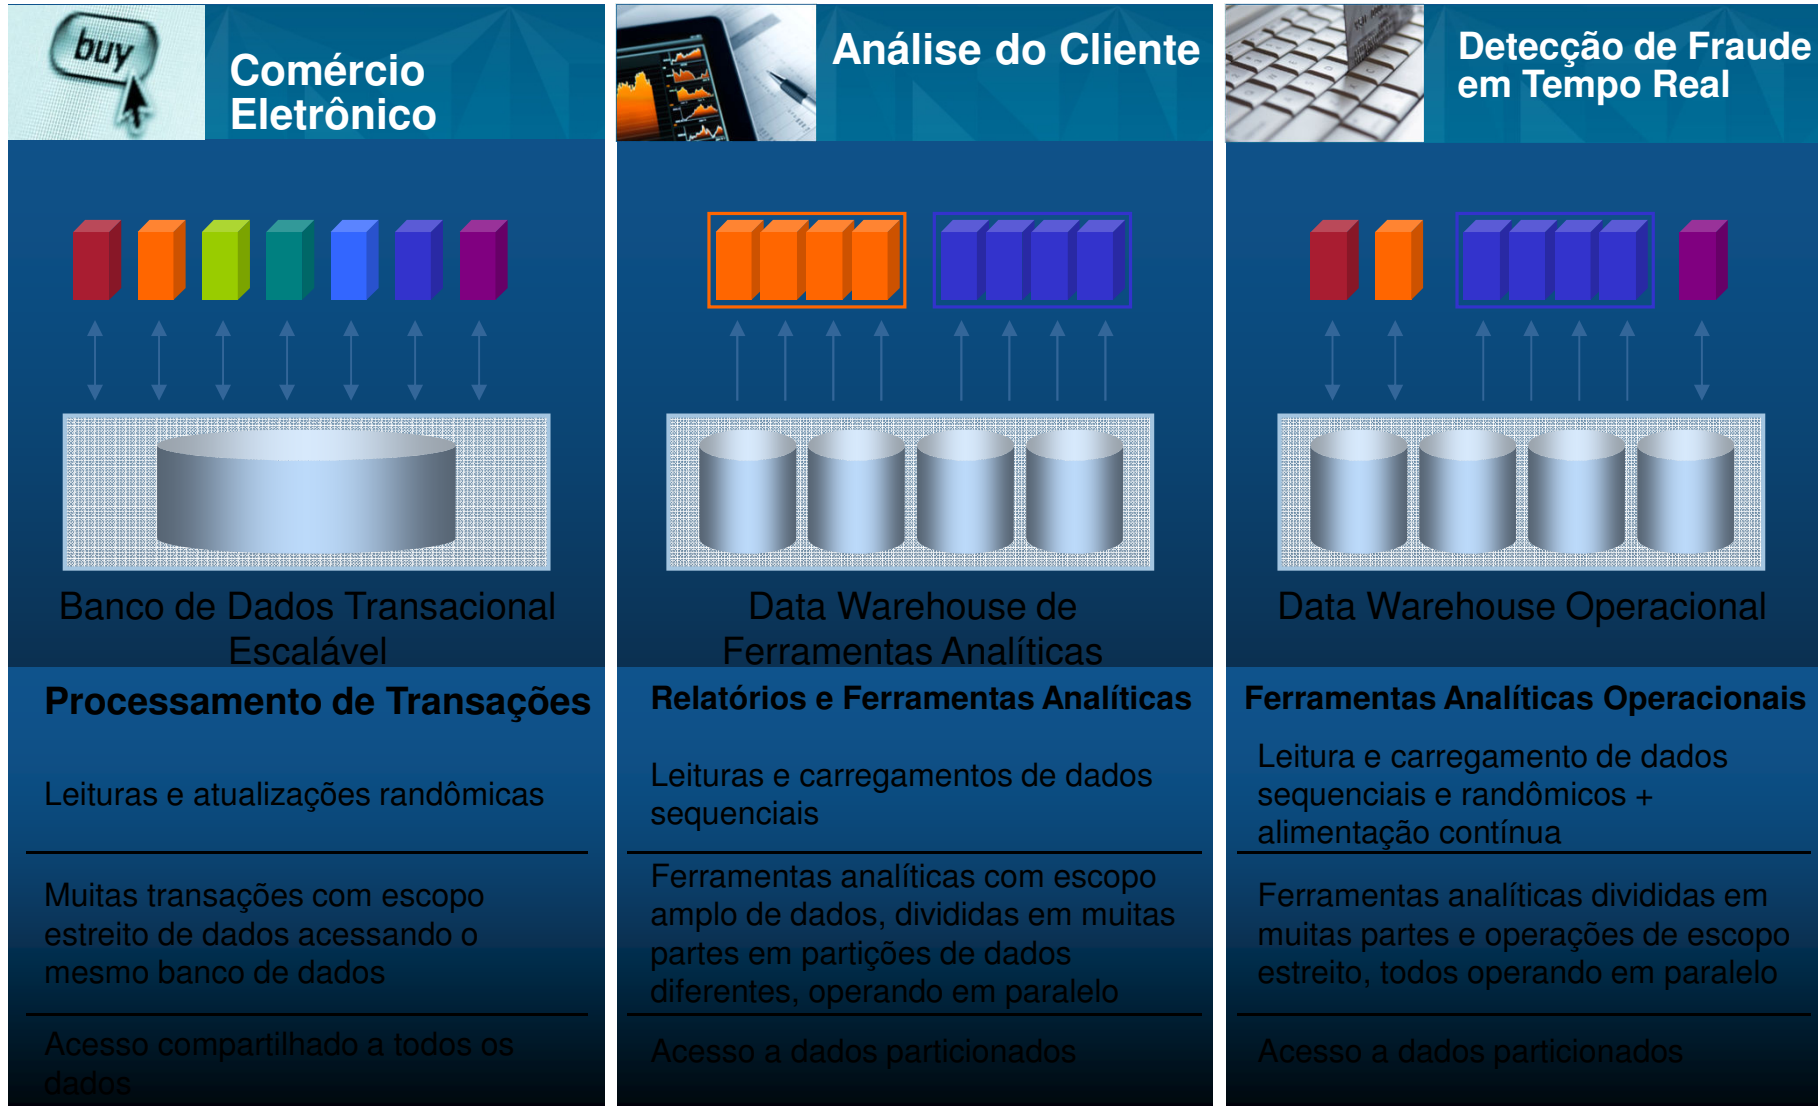 buy
Comércio
Eletrônico
Banco de Dados Transacional
Escalável
Processamento de Transações
Leituras e atualizações randômicas
Muitas transações com escopo
estreito de dados acessando o
mesmo banco de dados
Acesso compartilhado a todos os
dados
Análise do Cliente
Data Warehouse de
Ferramentas Analíticas
Relatórios e Ferramentas Analíticas
Leituras e carregamentos de dados
sequenciais
Ferramentas analíticas com escopo
amplo de dados, divididas em muitas
partes em partições de dados
diferentes, operando em paralelo
Acesso a dados particionados
Detecção de Fraude
em Tempo Real
Data Warehouse Operacional
Ferramentas Analíticas Operacionais
Leitura e carregamento de dados
sequenciais e randômicos +
alimentação contínua
Ferramentas analíticas divididas em
muitas partes e operações de escopo
estreito, todos operando em paralelo
Acesso a dados particionados